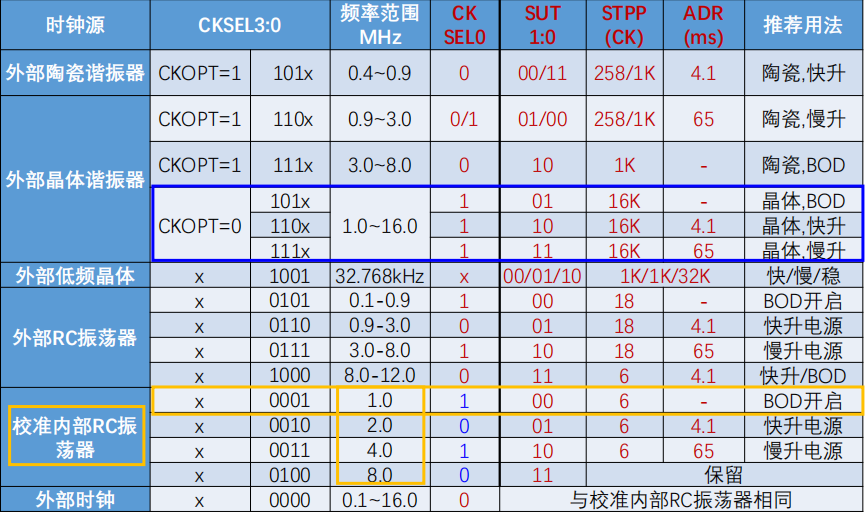 时钟源 CKSEL3:0 频率范围 MHz CK SEL0 SUT 1:0 STPP (CK) ADR (ms) 推荐用法
外部陶瓷谐振器 CKOPT=1 101x 0.4~0.9 0 00/11 258/1K 4.1 陶瓷,快升
外部晶体谐振器 CKOPT=1 110x 0.9~3.0 0/1 01/00 258/1K 65 陶瓷,慢升
CKOPT=1 111x 3.0~8.0 0 10 1K - 陶瓷,BOD
CKOPT=0 101x 1.0~16.0 1 01 16K - 晶体,BOD
110x 1 10 16K 4.1 晶体,快升
111x 1 11 16K 65 晶体,慢升
外部低频晶体 x 1001 32.768kHz x 00/01/10 1K/1K/32K 快/慢/稳
外部RC振荡器 x 0101 0.1-0.9 1 00 18 - BOD开启
x 0110 0.9-3.0 0 01 18 4.1 快升电源
x 0111 3.0-8.0 1 10 18 65 慢升电源
x 1000 8.0-12.0 0 11 6 4.1 快升/BOD
校准内部RC振荡器 x 0001 1.0 1 00 6 - BOD开启
x 0010 2.0 0 01 6 4.1 快升电源
x 0011 4.0 1 10 6 65 慢升电源
x 0100 8.0 0 11 保留
外部时钟 x 0000 0.1~16.0 0 与校准内部RC振荡器相同